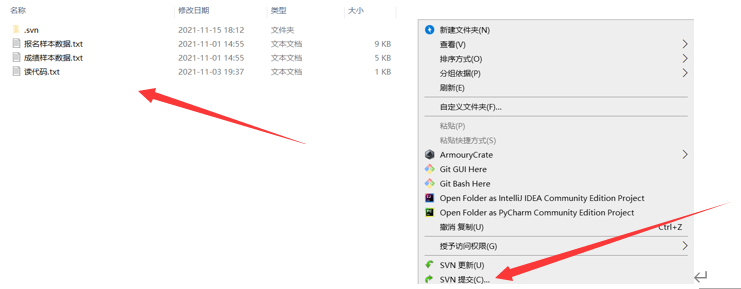 名称 修改日期 类型 大小
.svn 2021-11-15 18:12 文件夹
报名样本数据.txt 2021-11-01 14:55 文本文档 9 KB
成绩样本数据.txt 2021-11-01 14:55 文本文档 5 KB
读代码.txt 2021-11-03 19:37 文本文档 1 KB
新建文件夹(N)
查看(V)
排序方式(O)
分组依据(P)
刷新(E)
自定义文件夹(F)...
粘贴(P)
粘贴快捷方式(S)
ArmouryCrate
Git GUI Here
Git Bash Here
Open Folder as IntelliJ IDEA Community Edition Project
Open Folder as PyCharm Community Edition Project
撤消 复制(U) Ctrl+Z
授予访问权限(G)
SVN 更新(U)
SVN 提交(C)...